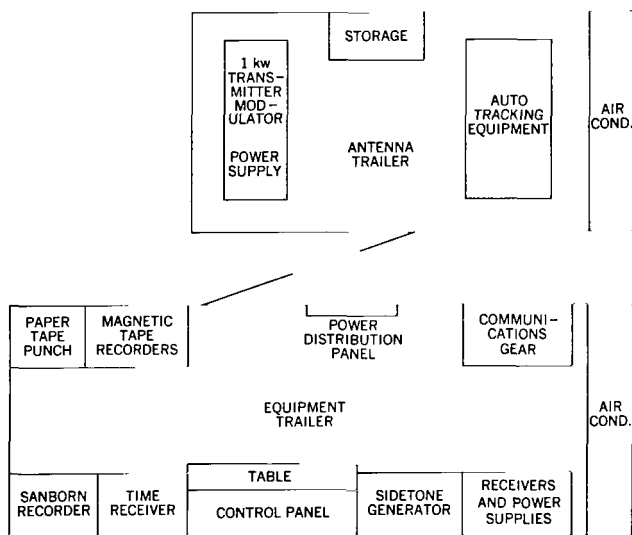 STORAGE
1 kw
TRANS-
MITTER
MOD-
ULATOR
POWER
SUPPLY
ANTENNA
TRAILER
AUTO
TRACKING
EQUIPMENT
AIR
COND.
PAPER
TAPE
PUNCH
MAGNETIC
TAPE
RECORDERS
POWER
DISTRIBUTION
PANEL
COMMUNI-
CATIONS
GEAR
EQUIPMENT
TRAILER
AIR
COND.
SANBORN
RECORDER
TIME
RECEIVER
TABLE
CONTROL PANEL
SIDETONE
GENERATOR
RECEIVERS
AND POWER
SUPPLIES